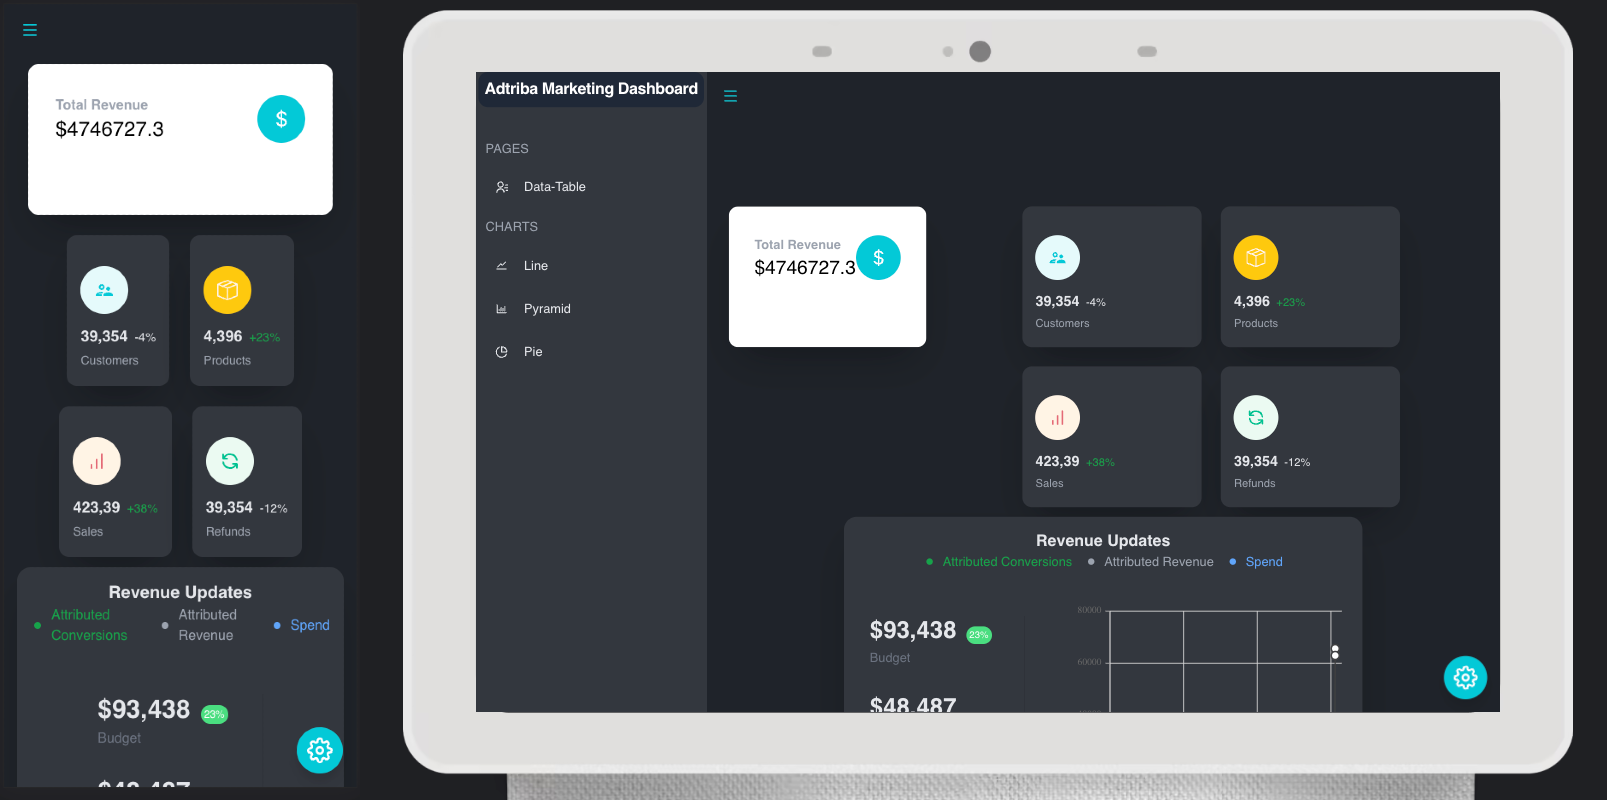 Total Revenue
$4746727.3
$
39,354 -4%
Customers
4,396 +23%
Products
423,39 +38%
Sales
39,354 -12%
Refunds
Revenue Updates
Attributed
Conversions
Attributed
Revenue
Spend
$93,438 23%
Budget
Adtriba Marketing Dashboard
PAGES
Data-Table
CHARTS
Line
Pyramid
Pie
Total Revenue
$4746727.3
$
39,354 -4%
Customers
4,396 +23%
Products
423,39 +38%
Sales
39,354 -12%
Refunds
Revenue Updates
Attributed Conversions Attributed Revenue Spend
80000
$93,438 23%
Budget
60000
$48,487